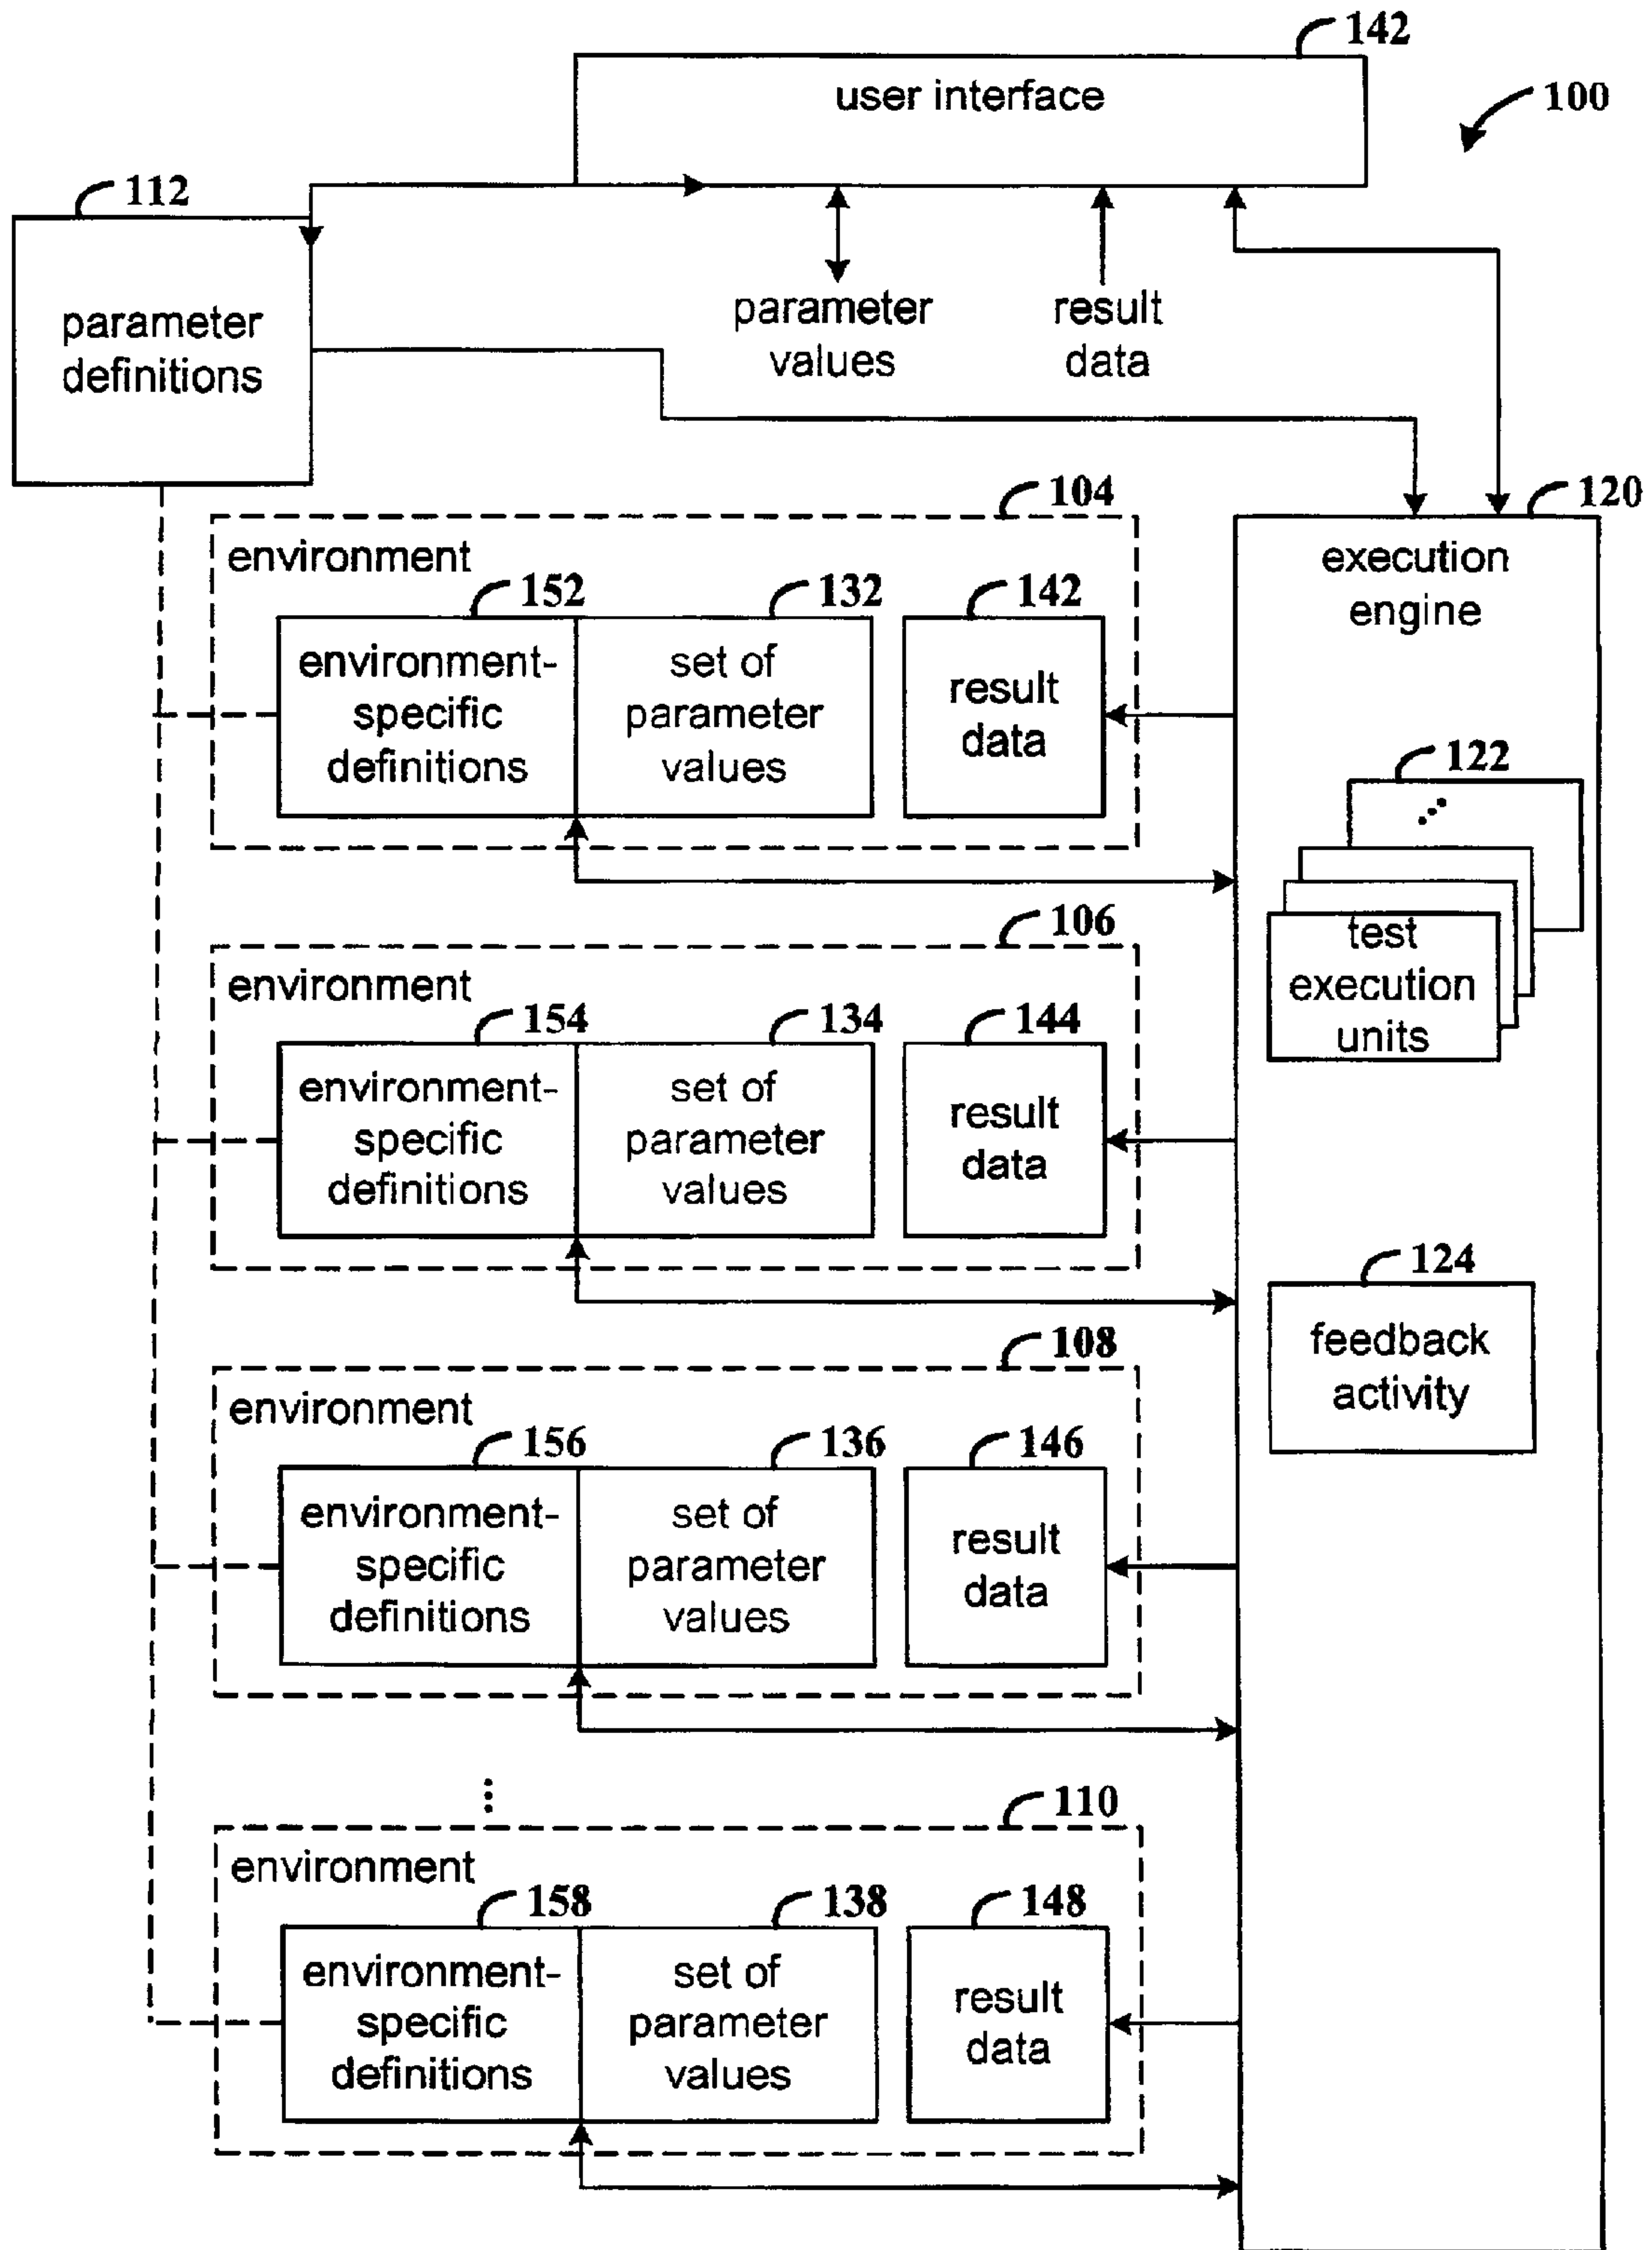 142
user interface
100
112
parameter
definitions
parameter
values
result
data
104
120
environment
execution
engine
152
132
142
environment-
specific
definitions
set of
parameter
values
result
data
122
test
execution
units
106
environment
154
134
144
environment-
specific
definitions
set of
parameter
values
result
data
124
feedback
activity
108
environment
156
136
146
environment-
specific
definitions
set of
parameter
values
result
data
110
environment
158
138
148
environment-
specific
definitions
set of
parameter
values
result
data